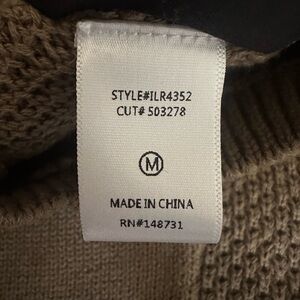 STYLE#ILR4352
CUT# 503278
M
MADE IN CHINA
RN#148731